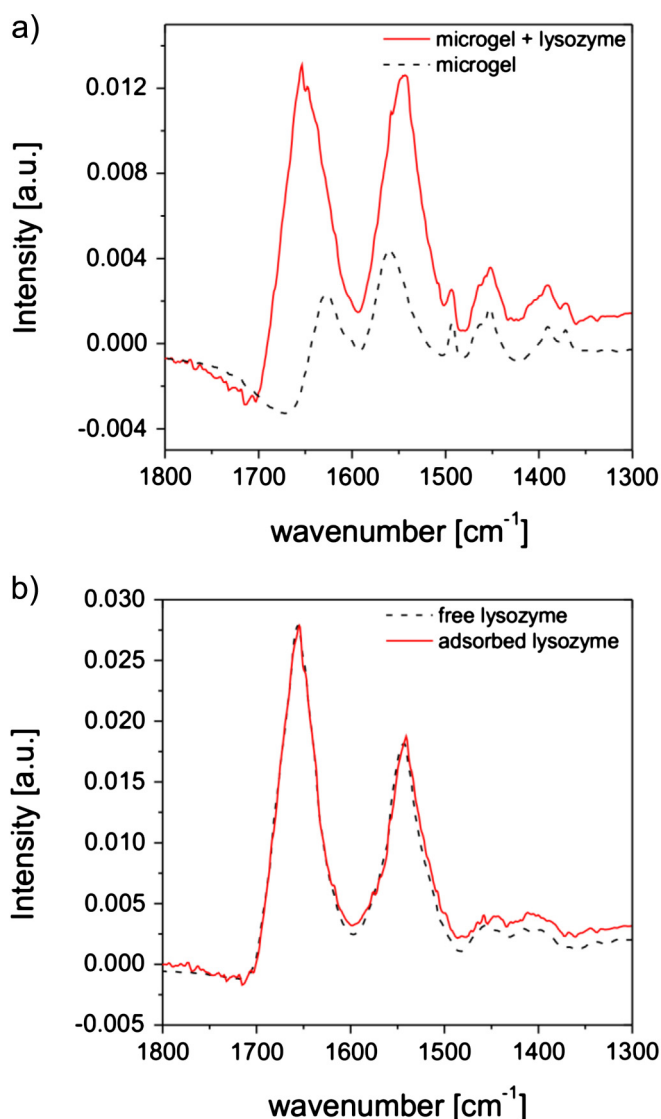 a)
microgel + lysozyme
microgel
0.012
0.008
0.004
0.000
-0.004
Intensity [a.u.]
1800 1700 1600 1500 1400 1300
wavenumber [cm⁻¹]
b)
0.030
free lysozyme
adsorbed lysozyme
0.025
0.020
0.015
0.010
0.005
0.000
-0.005
Intensity [a.u.]
1800 1700 1600 1500 1400 1300
wavenumber [cm⁻¹]